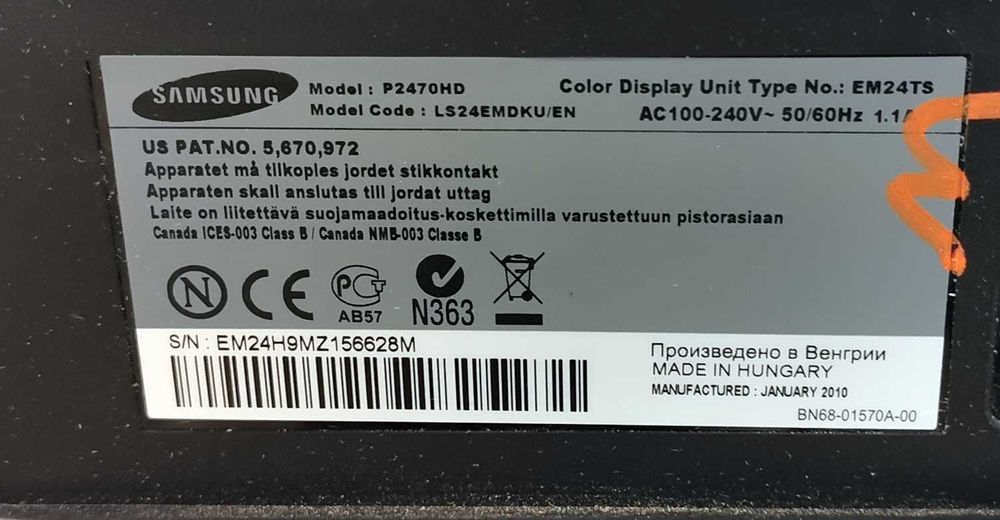 SAMSUNG
Model : P2470HD
Model Code : LS24EMDKU/EN
Color Display Unit Type No.: EM24TS
AC100-240V~ 50/60Hz 1.1A
US PAT.NO. 5,670,972
Apparatet må tilkoples jordet stikkontakt
Apparaten skall anslutas till jordat uttag
Laite on liitettävä suojamaadoitus-koskettimilla varustettuun pistorasiaan
Canada ICES-003 Class B / Canada NMB-003 Classe B
N
CE
PCT
AB57
N363
S/N : EM24H9MZ156628M
Произведено в Венгрии
MADE IN HUNGARY
MANUFACTURED : JANUARY 2010
BN68-01570A-00